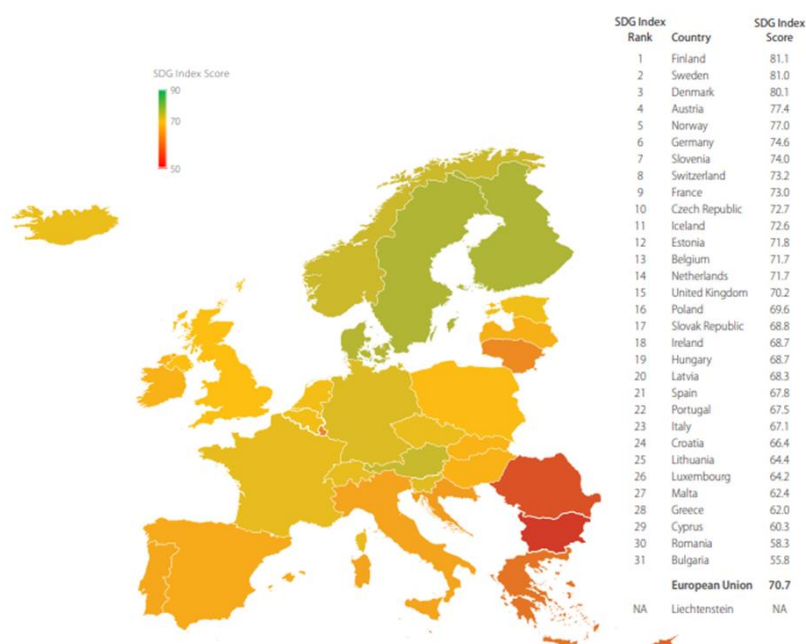 SDG Index Score
90
70
50
SDG Index Rank Country SDG Index Score
1 Finland 81.1
2 Sweden 81.0
3 Denmark 80.1
4 Austria 77.4
5 Norway 77.0
6 Germany 74.6
7 Slovenia 74.0
8 Switzerland 73.2
9 France 73.0
10 Czech Republic 72.7
11 Iceland 72.6
12 Estonia 71.8
13 Belgium 71.7
14 Netherlands 71.7
15 United Kingdom 70.2
16 Poland 69.6
17 Slovak Republic 68.8
18 Ireland 68.7
19 Hungary 68.7
20 Latvia 68.3
21 Spain 67.8
22 Portugal 67.5
23 Italy 67.1
24 Croatia 66.4
25 Lithuania 64.4
26 Luxembourg 64.2
27 Malta 62.4
28 Greece 62.0
29 Cyprus 60.3
30 Romania 58.3
31 Bulgaria 55.8
European Union 70.7
NA Liechtenstein NA